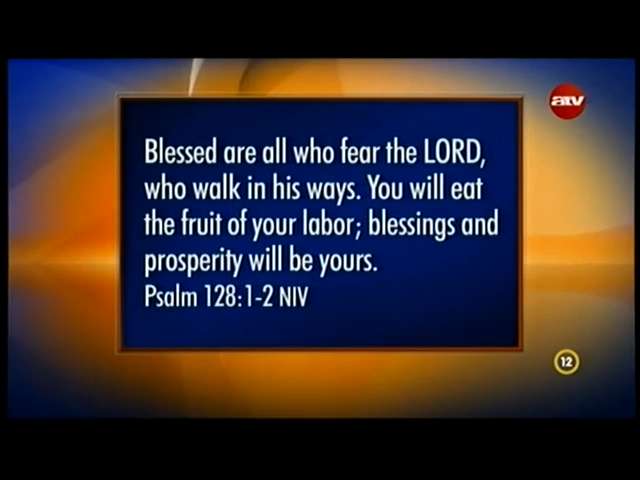 atv
Blessed are all who fear the LORD,
who walk in his ways. You will eat
the fruit of your labor; blessings and
prosperity will be yours.
Psalm 128:1-2 NIV
12